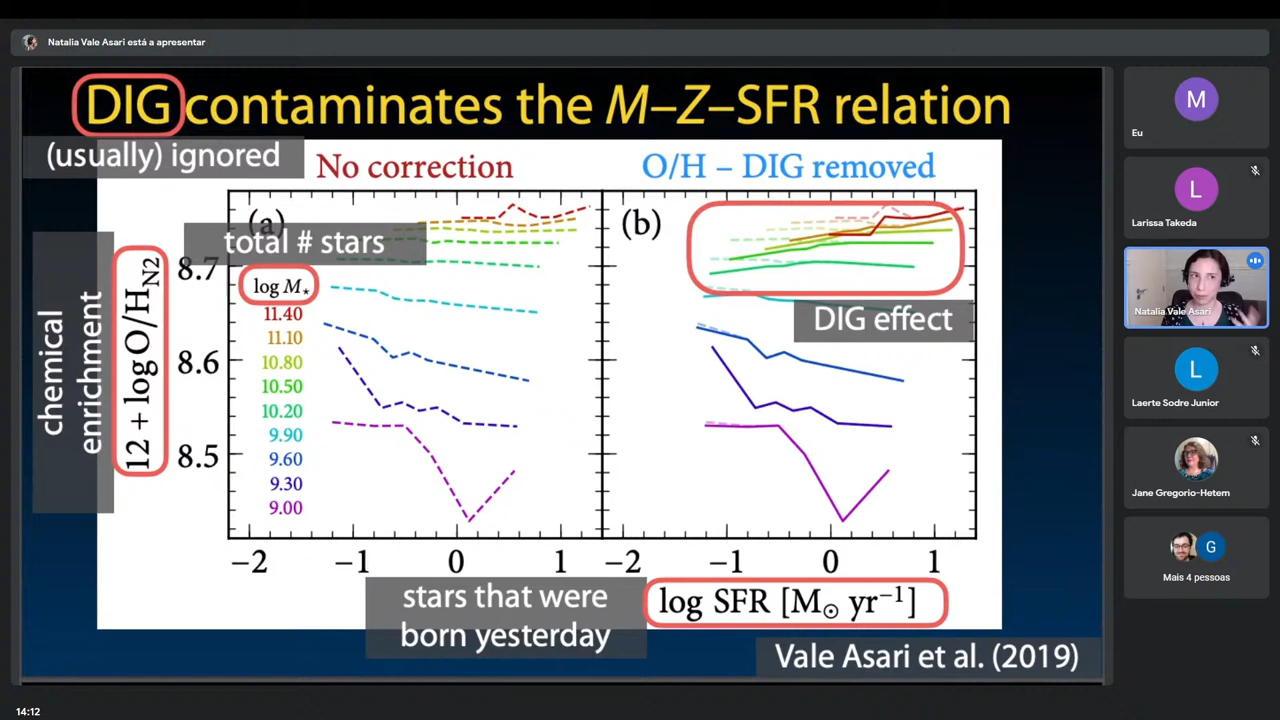 Natalia Vale Asari está a apresentar
DIG contaminates the M–Z–SFR relation
(usually) ignored
No correction
O/H – DIG removed
(a)
(b)
total # stars
chemical
enrichment
12 + log O/H_N2
8.7
8.6
8.5
log M⋆
11.40
11.10
10.80
10.50
10.20
9.90
9.60
9.30
9.00
DIG effect
−2 −1 0 1 −2 −1 0 1
stars that were
born yesterday
log SFR [M⊙ yr⁻¹]
Vale Asari et al. (2019)
M
Eu
L
Larissa Takeda
Natalia Vale Asari
L
Laerte Sodre Junior
Jane Gregorio-Hetem
G
Mais 4 pessoas
14:12